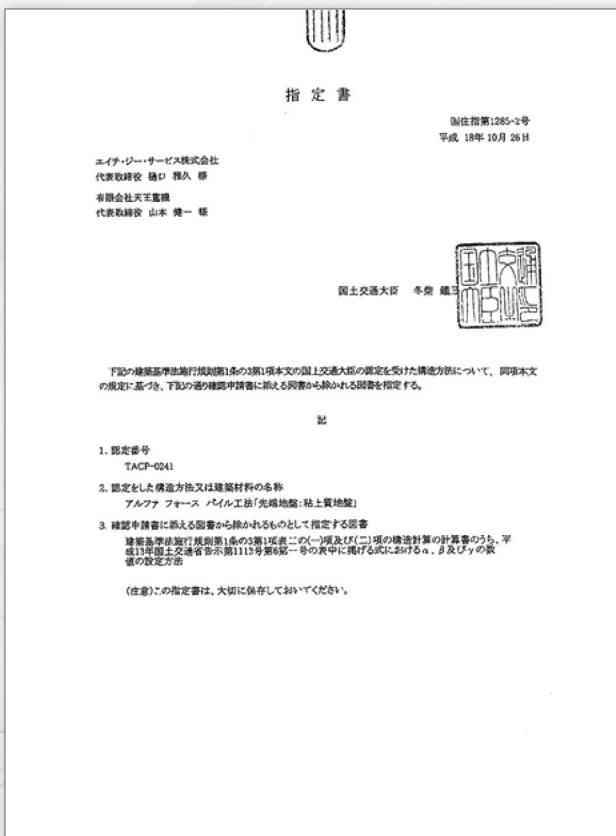 指定書
国住指第1285-2号
平成 18年10月26日
エイチ・ジー・サービス株式会社
代表取締役 樋口 雅久 様
有限会社天王重機
代表取締役 山本 健一 様
国土交通大臣 冬柴 鐵三
下記の建築基準法施行規則第1条の3第1項本文の国土交通大臣の認定を受けた構造方法について、同項本文
の規定に基づき、下記の通り確認申請書に添える図書から除かれる図書を指定する。
記
1. 認定番号
TACP-0241
2. 認定をした構造方法又は建築材料の名称
アルファ フォース パイル工法「先端地盤:粘土質地盤」
3. 確認申請書に添える図書から除かれるものとして指定する図書
建築基準法施行規則第1条の3第1項表二の(一)項及び(二)項の構造計算の計算書のうち、平
成13年国土交通省告示第1113号第6第一号の表中に掲げる式におけるα、β及びγの数
値の設定方法
(注意)この指定書は、大切に保存しておいてください。